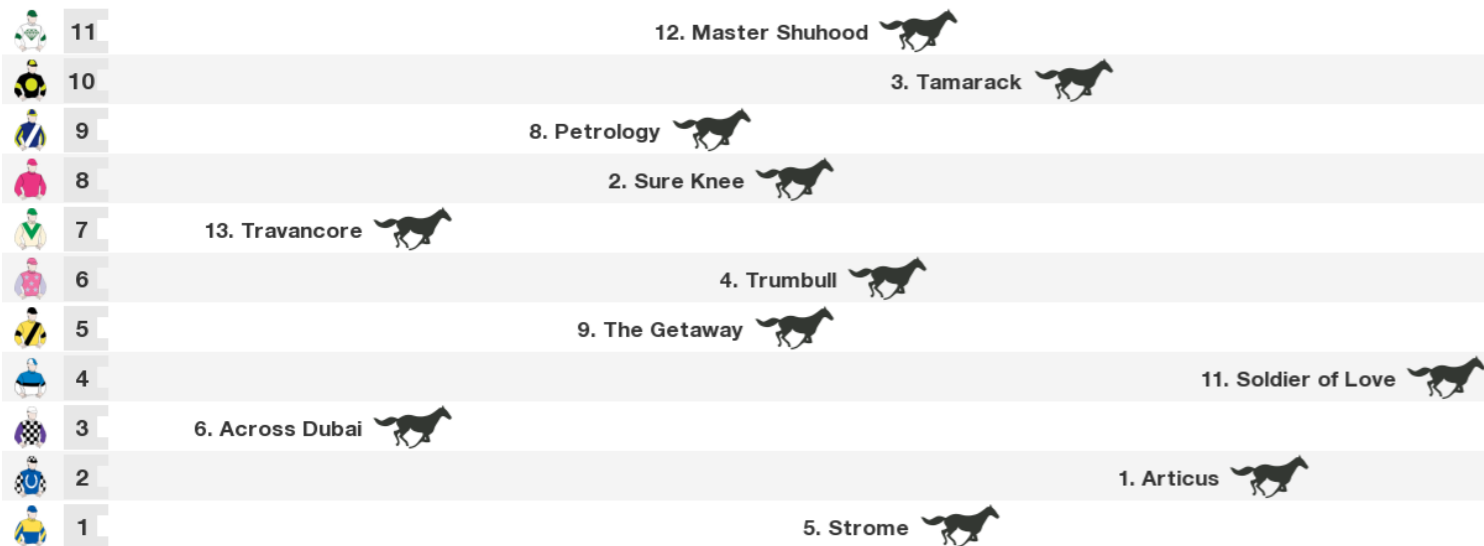 11 12. Master Shuhood
10 3. Tamarack
9 8. Petrology
8 2. Sure Knee
7 13. Travancore
6 4. Trumbull
5 9. The Getaway
4 11. Soldier of Love
3 6. Across Dubai
2 1. Articus
1 5. Strome